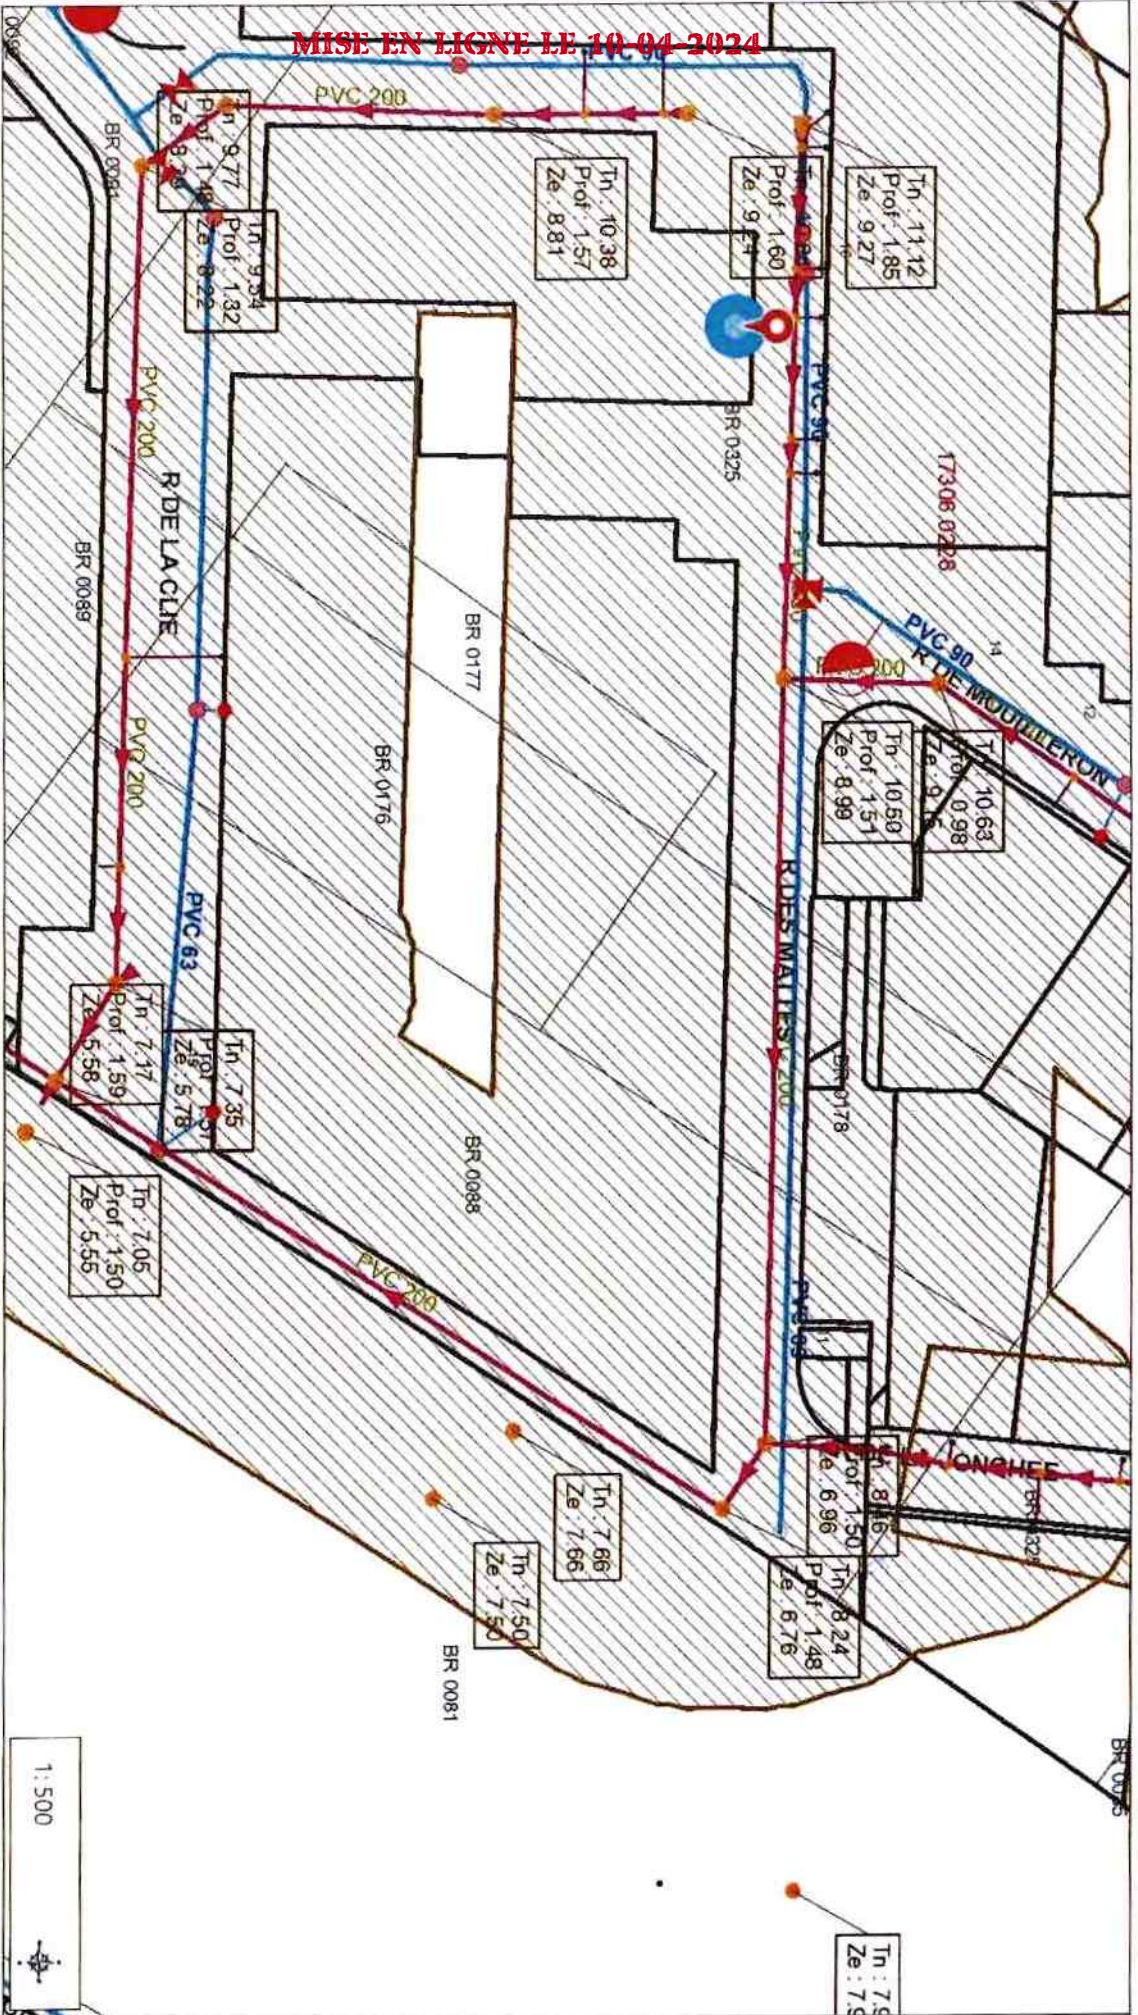 MISE EN LIGNE LE 10-04-2024
PVC 90
PVC 200
BR 0081
Tn : 9.77
Prof : 1.48
Tn : 9.54
Prof : 1.32
Ze : 8.22
Tn : 10.38
Prof : 1.57
Ze : 8.81
Prof : 1.60
Tn : 11.12
Prof : 1.85
Ze : 9.27
PVC 90
BR 0325
17306 0228
PVC 200
R DE LA CLIE
BR 0089
BR 0177
BR 0176
PVC 90
R DE MOUILLERON
14
12
Tn : 10.63
Prof : 0.98
Tn : 10.50
Prof : 1.51
Ze : 8.99
PVC 200
PVC 63
R DES MATTES
200
BR 0178
Tn : 7.17
Prof : 1.59
Ze : 5.58
Tn : 7.35
Ze : 5.78
BR 0088
Tn : 7.05
Prof : 1.50
Ze : 5.55
PVC 200
Prof : 1.50
Ze : 6.96
Tn : 8.24
Prof : 1.48
Ze : 6.76
Tn : 7.66
Ze : 7.66
Tn : 7.50
Ze : 7.50
BR 0081
1: 500